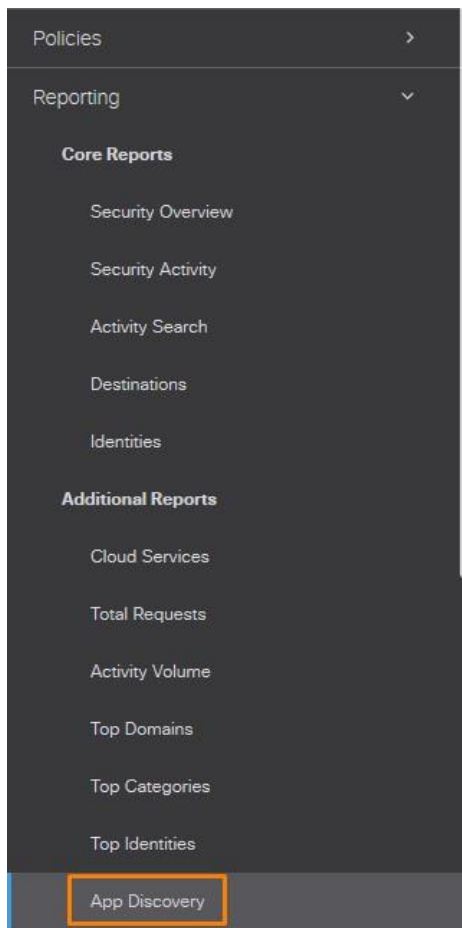 Policies
Reporting
Core Reports
Security Overview
Security Activity
Activity Search
Destinations
Identities
Additional Reports
Cloud Services
Total Requests
Activity Volume
Top Domains
Top Categories
Top Identities
App Discovery